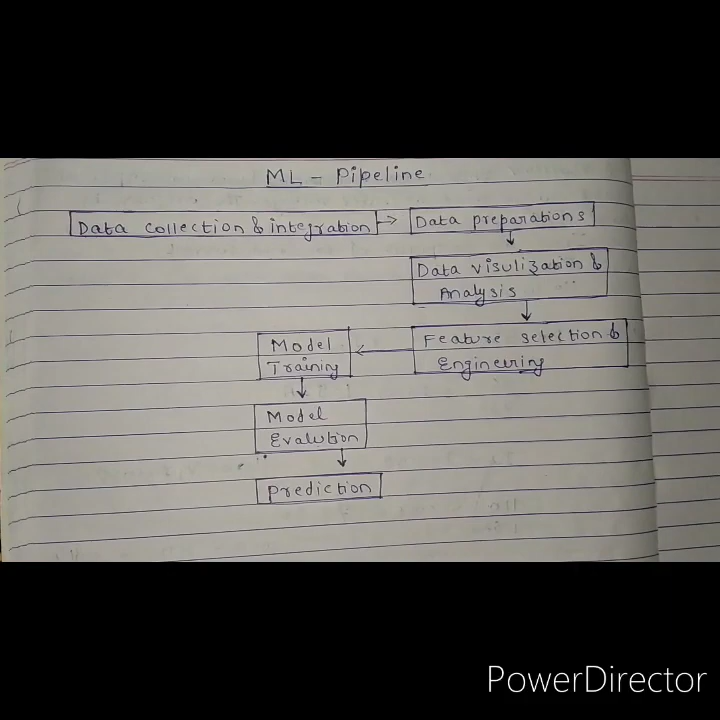 ML - Pipeline
Data collection & integration → Data preparations
↓
Data visulization &
Analysis
↓
Feature selection &
Engineering
←
Model
Training
↓
Model
Evalution
↓
Prediction
PowerDirector